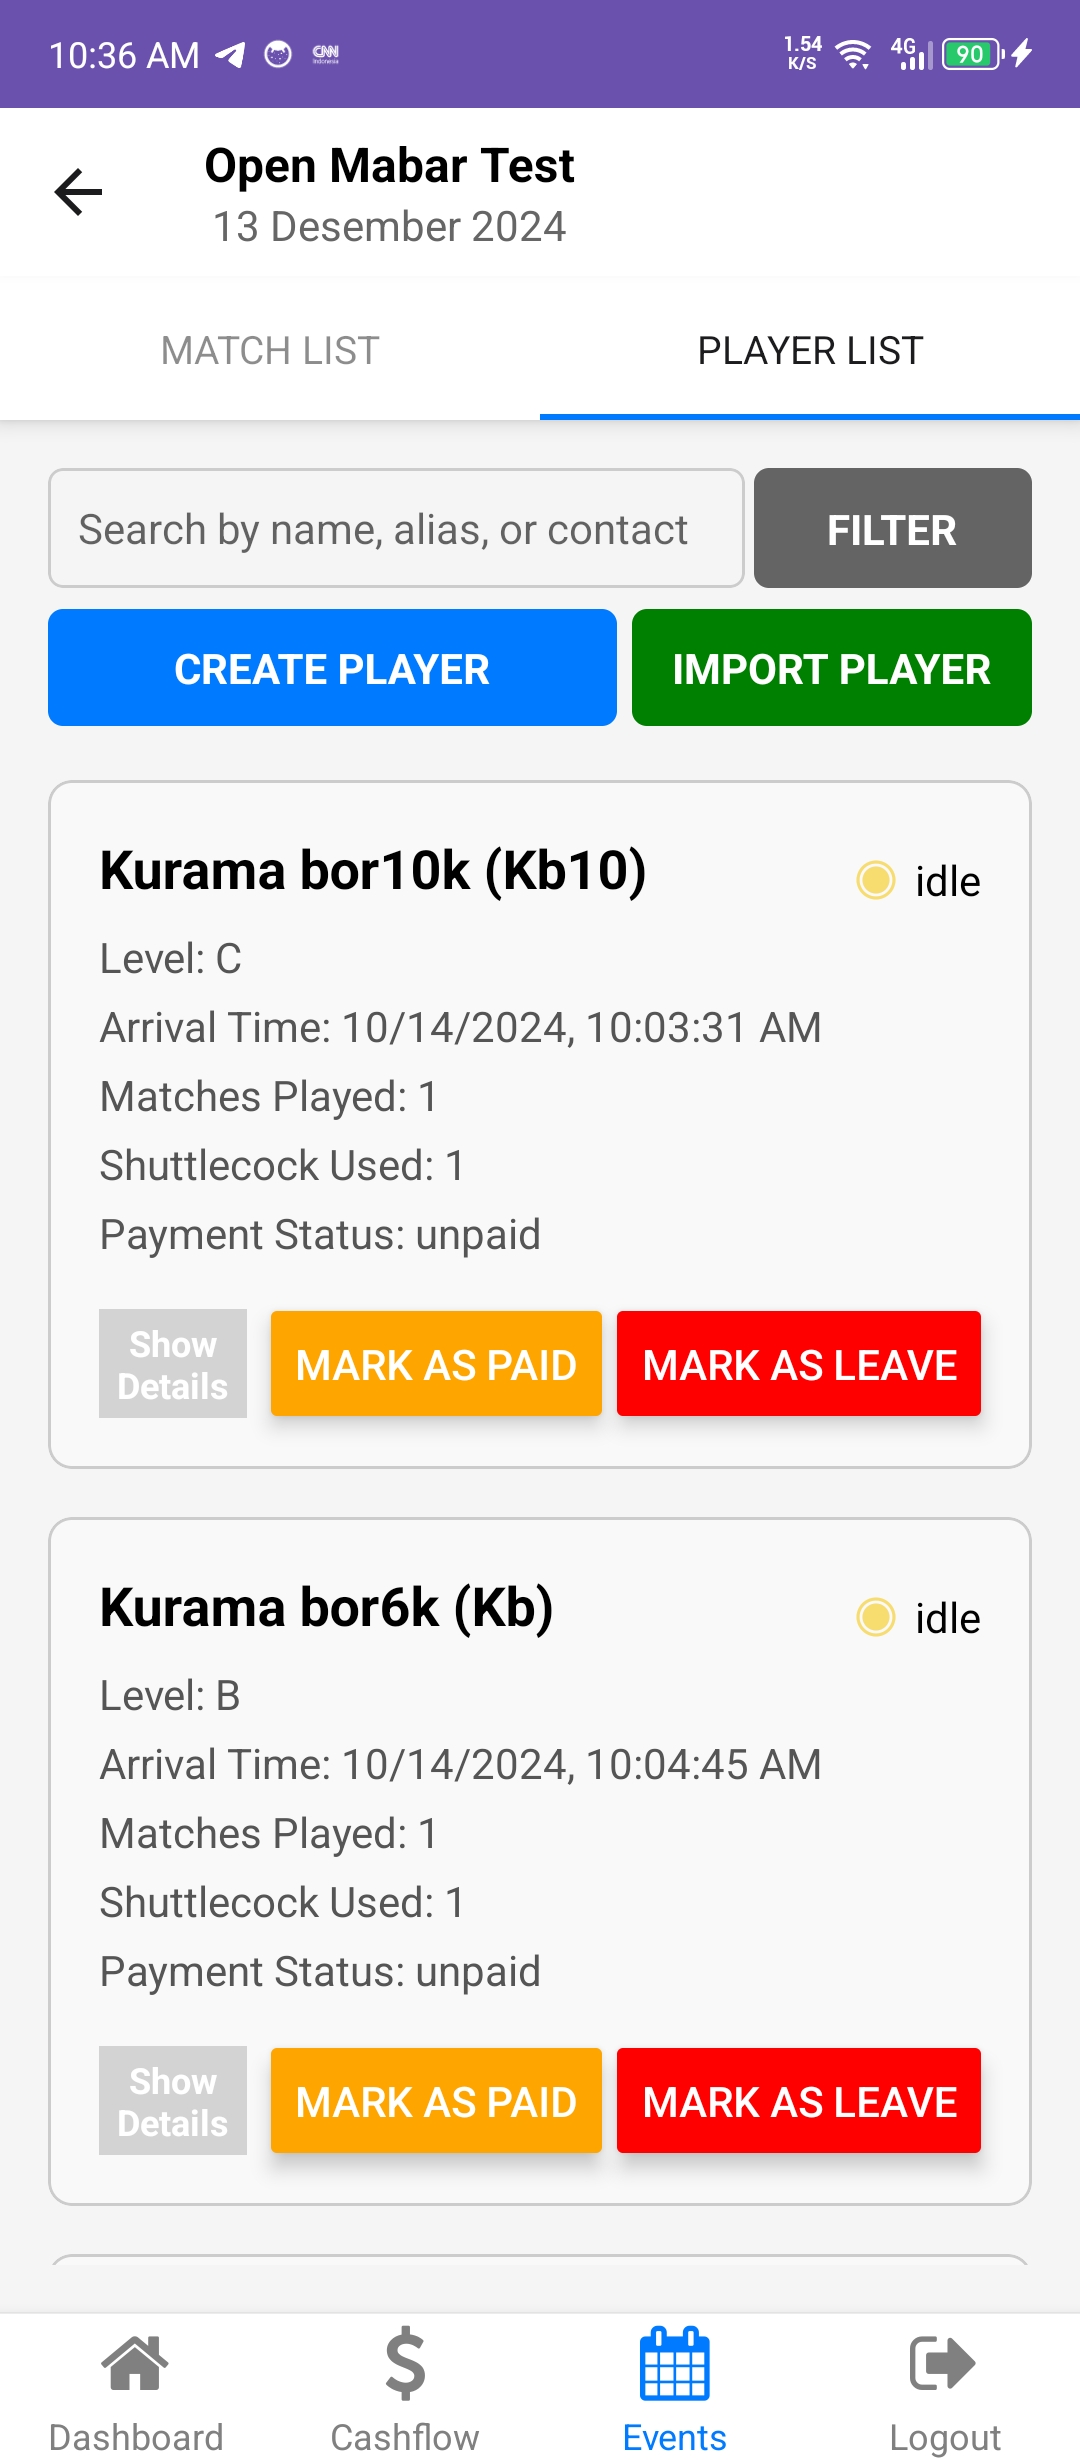 10:36 AM CNN Indonesia 1.54 K/S 4G 90
Open Mabar Test
13 Desember 2024
MATCH LIST PLAYER LIST
Search by name, alias, or contact FILTER
CREATE PLAYER IMPORT PLAYER
Kurama bor10k (Kb10) idle
Level: C
Arrival Time: 10/14/2024, 10:03:31 AM
Matches Played: 1
Shuttlecock Used: 1
Payment Status: unpaid
Show Details MARK AS PAID MARK AS LEAVE
Kurama bor6k (Kb) idle
Level: B
Arrival Time: 10/14/2024, 10:04:45 AM
Matches Played: 1
Shuttlecock Used: 1
Payment Status: unpaid
Show Details MARK AS PAID MARK AS LEAVE
Dashboard Cashflow Events Logout